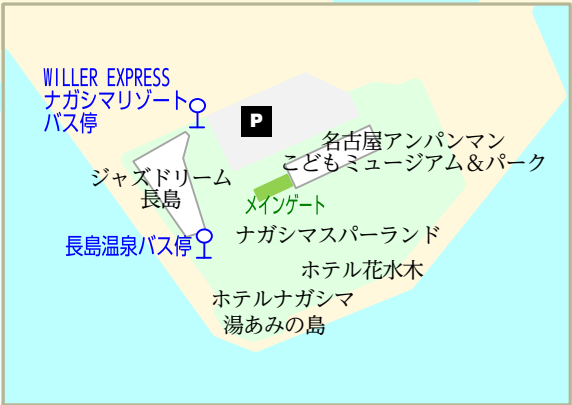 WILLER EXPRESS
ナガシマリゾート
バス停
P
名古屋アンパンマン
こどもミュージアム&パーク
ジャズドリーム
長島
メインゲート
長島温泉バス停
ナガシマスパーランド
ホテル花水木
ホテルナガシマ
湯あみの島